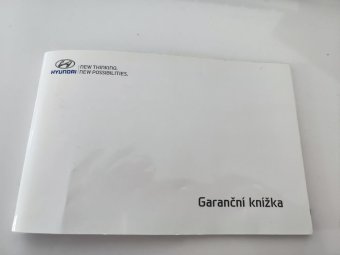 HYUNDAI
NEW THINKING.
NEW POSSIBILITIES.
Garanční knížka